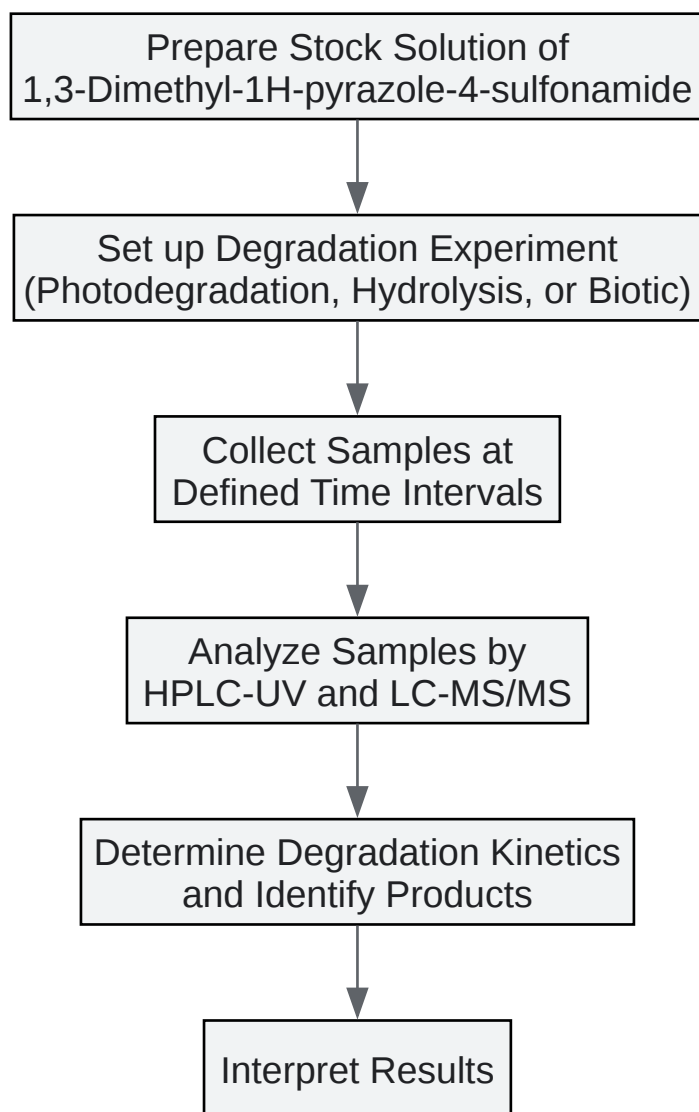 Prepare Stock Solution of
1,3-Dimethyl-1H-pyrazole-4-sulfonamide
Set up Degradation Experiment
(Photodegradation, Hydrolysis, or Biotic)
Collect Samples at
Defined Time Intervals
Analyze Samples by
HPLC-UV and LC-MS/MS
Determine Degradation Kinetics
and Identify Products
Interpret Results